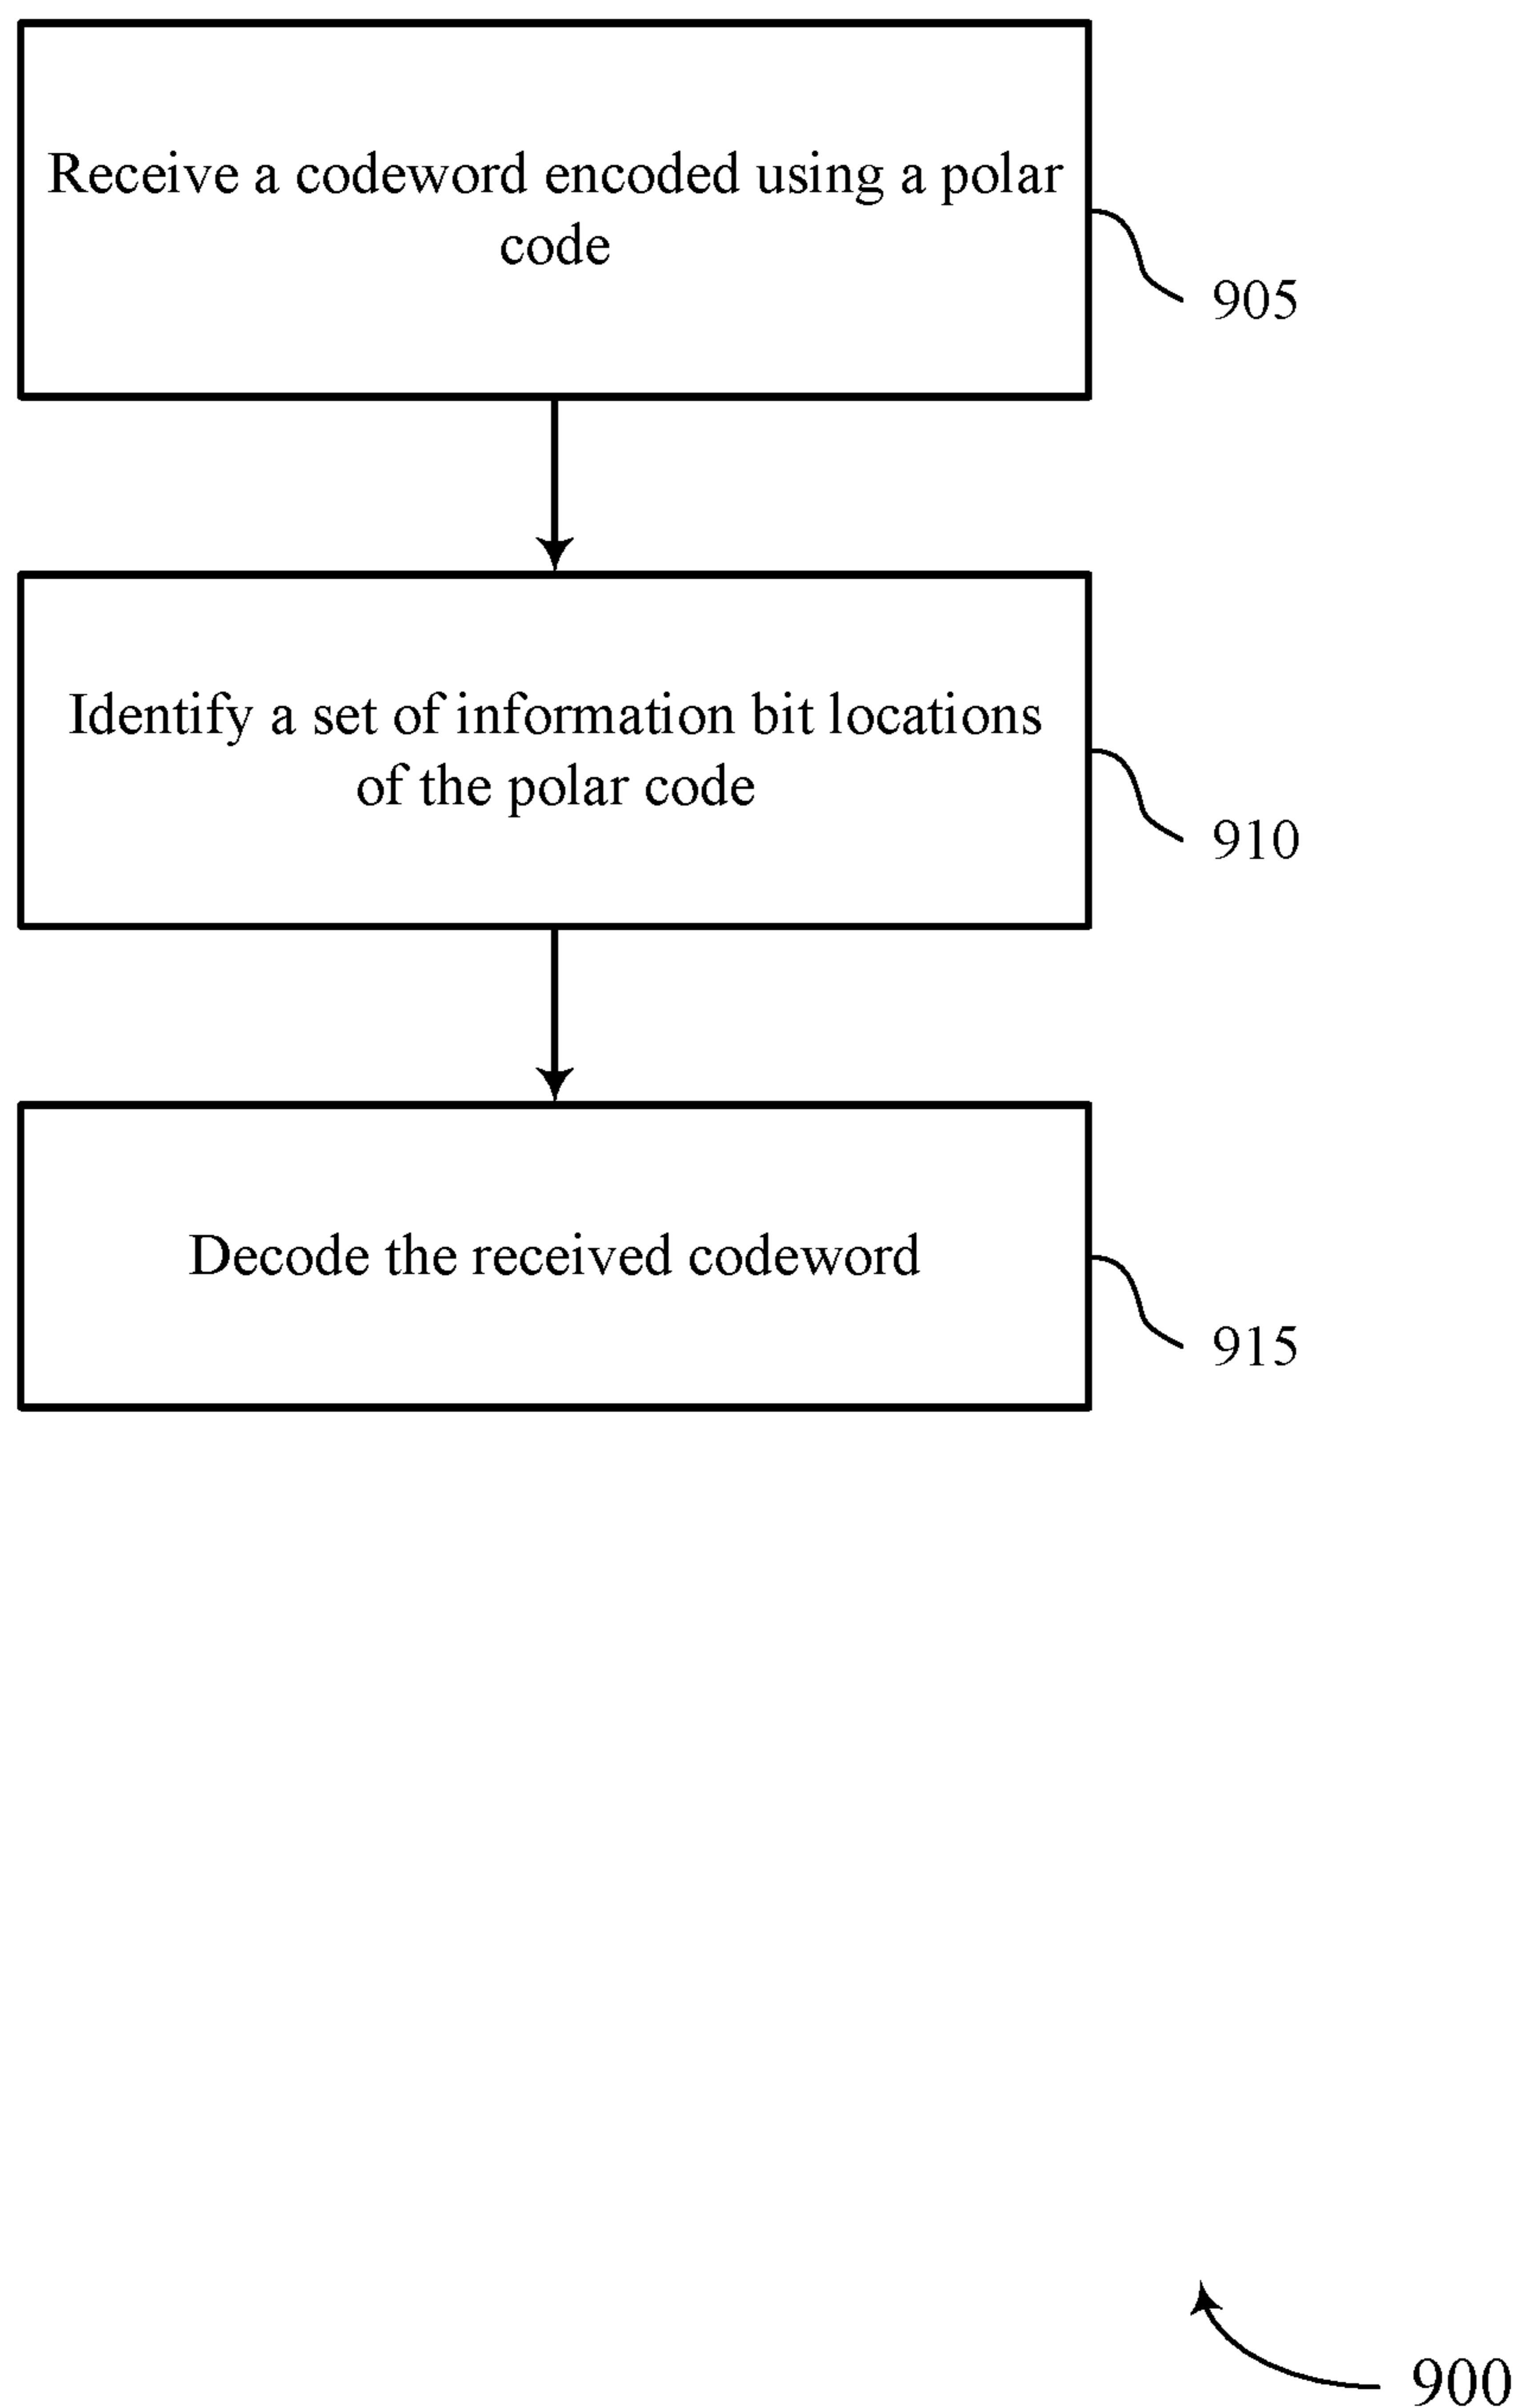 Receive a codeword encoded using a polar
code
905
Identify a set of information bit locations
of the polar code
910
Decode the received codeword
915
900